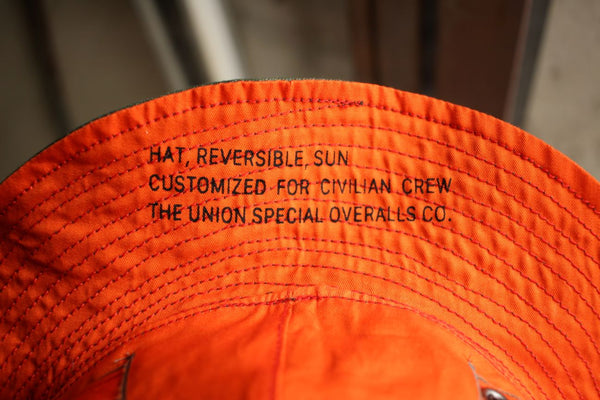 HAT, REVERSIBLE, SUN
CUSTOMIZED FOR CIVILIAN CREW
THE UNION SPECIAL OVERALLS CO.